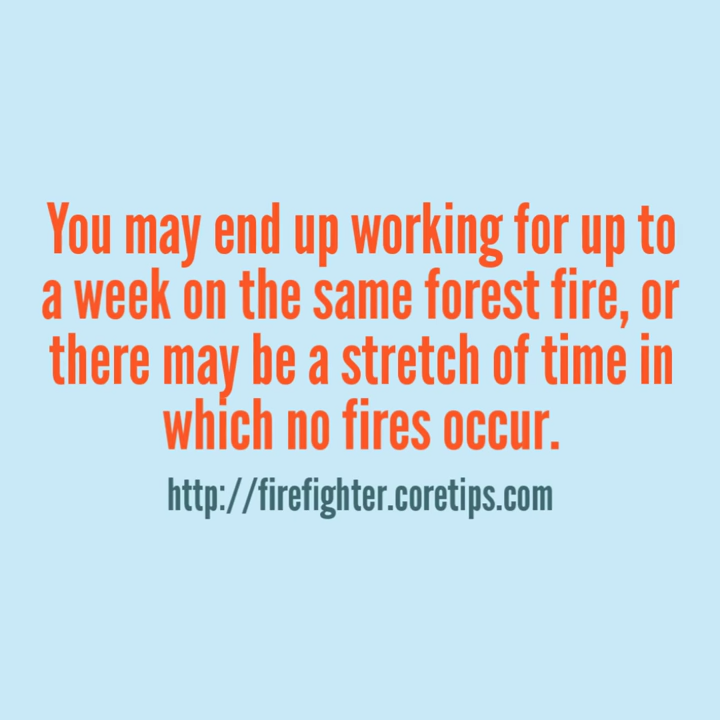 You may end up working for up to
a week on the same forest fire, or
there may be a stretch of time in
which no fires occur.
http://firefighter.coretips.com